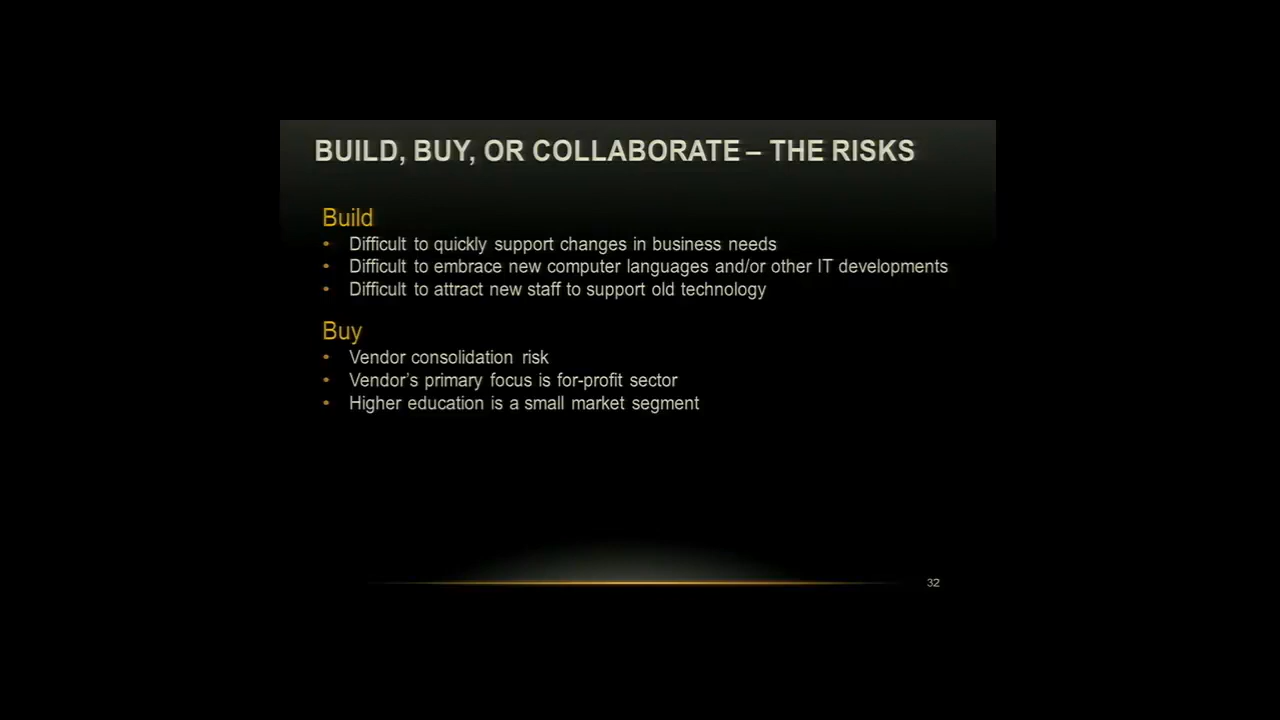 BUILD, BUY, OR COLLABORATE – THE RISKS
Build
• Difficult to quickly support changes in business needs
• Difficult to embrace new computer languages and/or other IT developments
• Difficult to attract new staff to support old technology
Buy
• Vendor consolidation risk
• Vendor's primary focus is for-profit sector
• Higher education is a small market segment
32